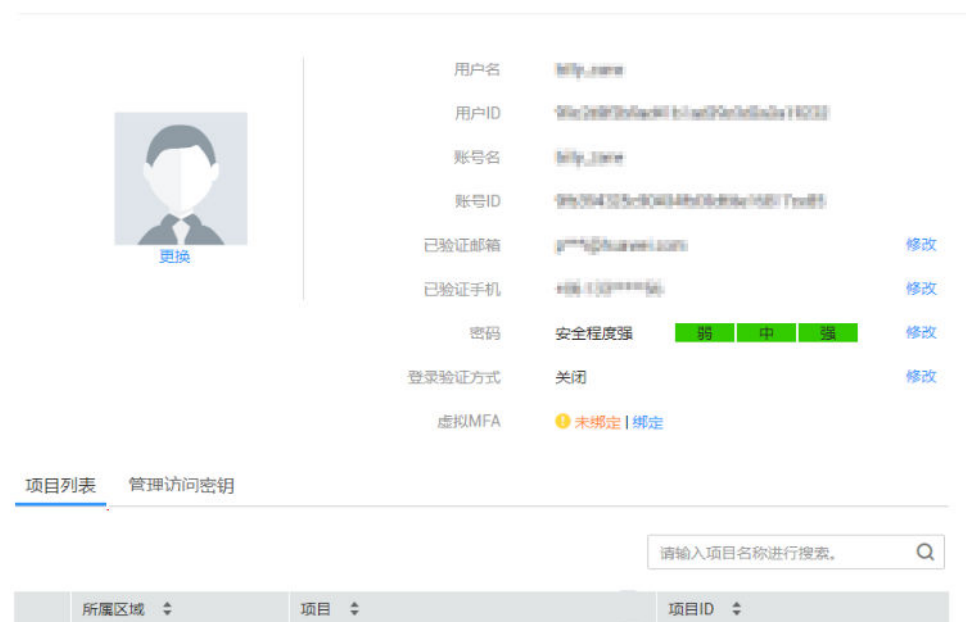 用户名
用户ID
账号名
账号ID
已验证邮箱 修改
已验证手机 修改
密码 安全程度强 弱 中 强 修改
登录验证方式 关闭 修改
虚拟MFA 未绑定 | 绑定
更换
项目列表 管理访问密钥
请输入项目名称进行搜索。
所属区域 项目 项目ID